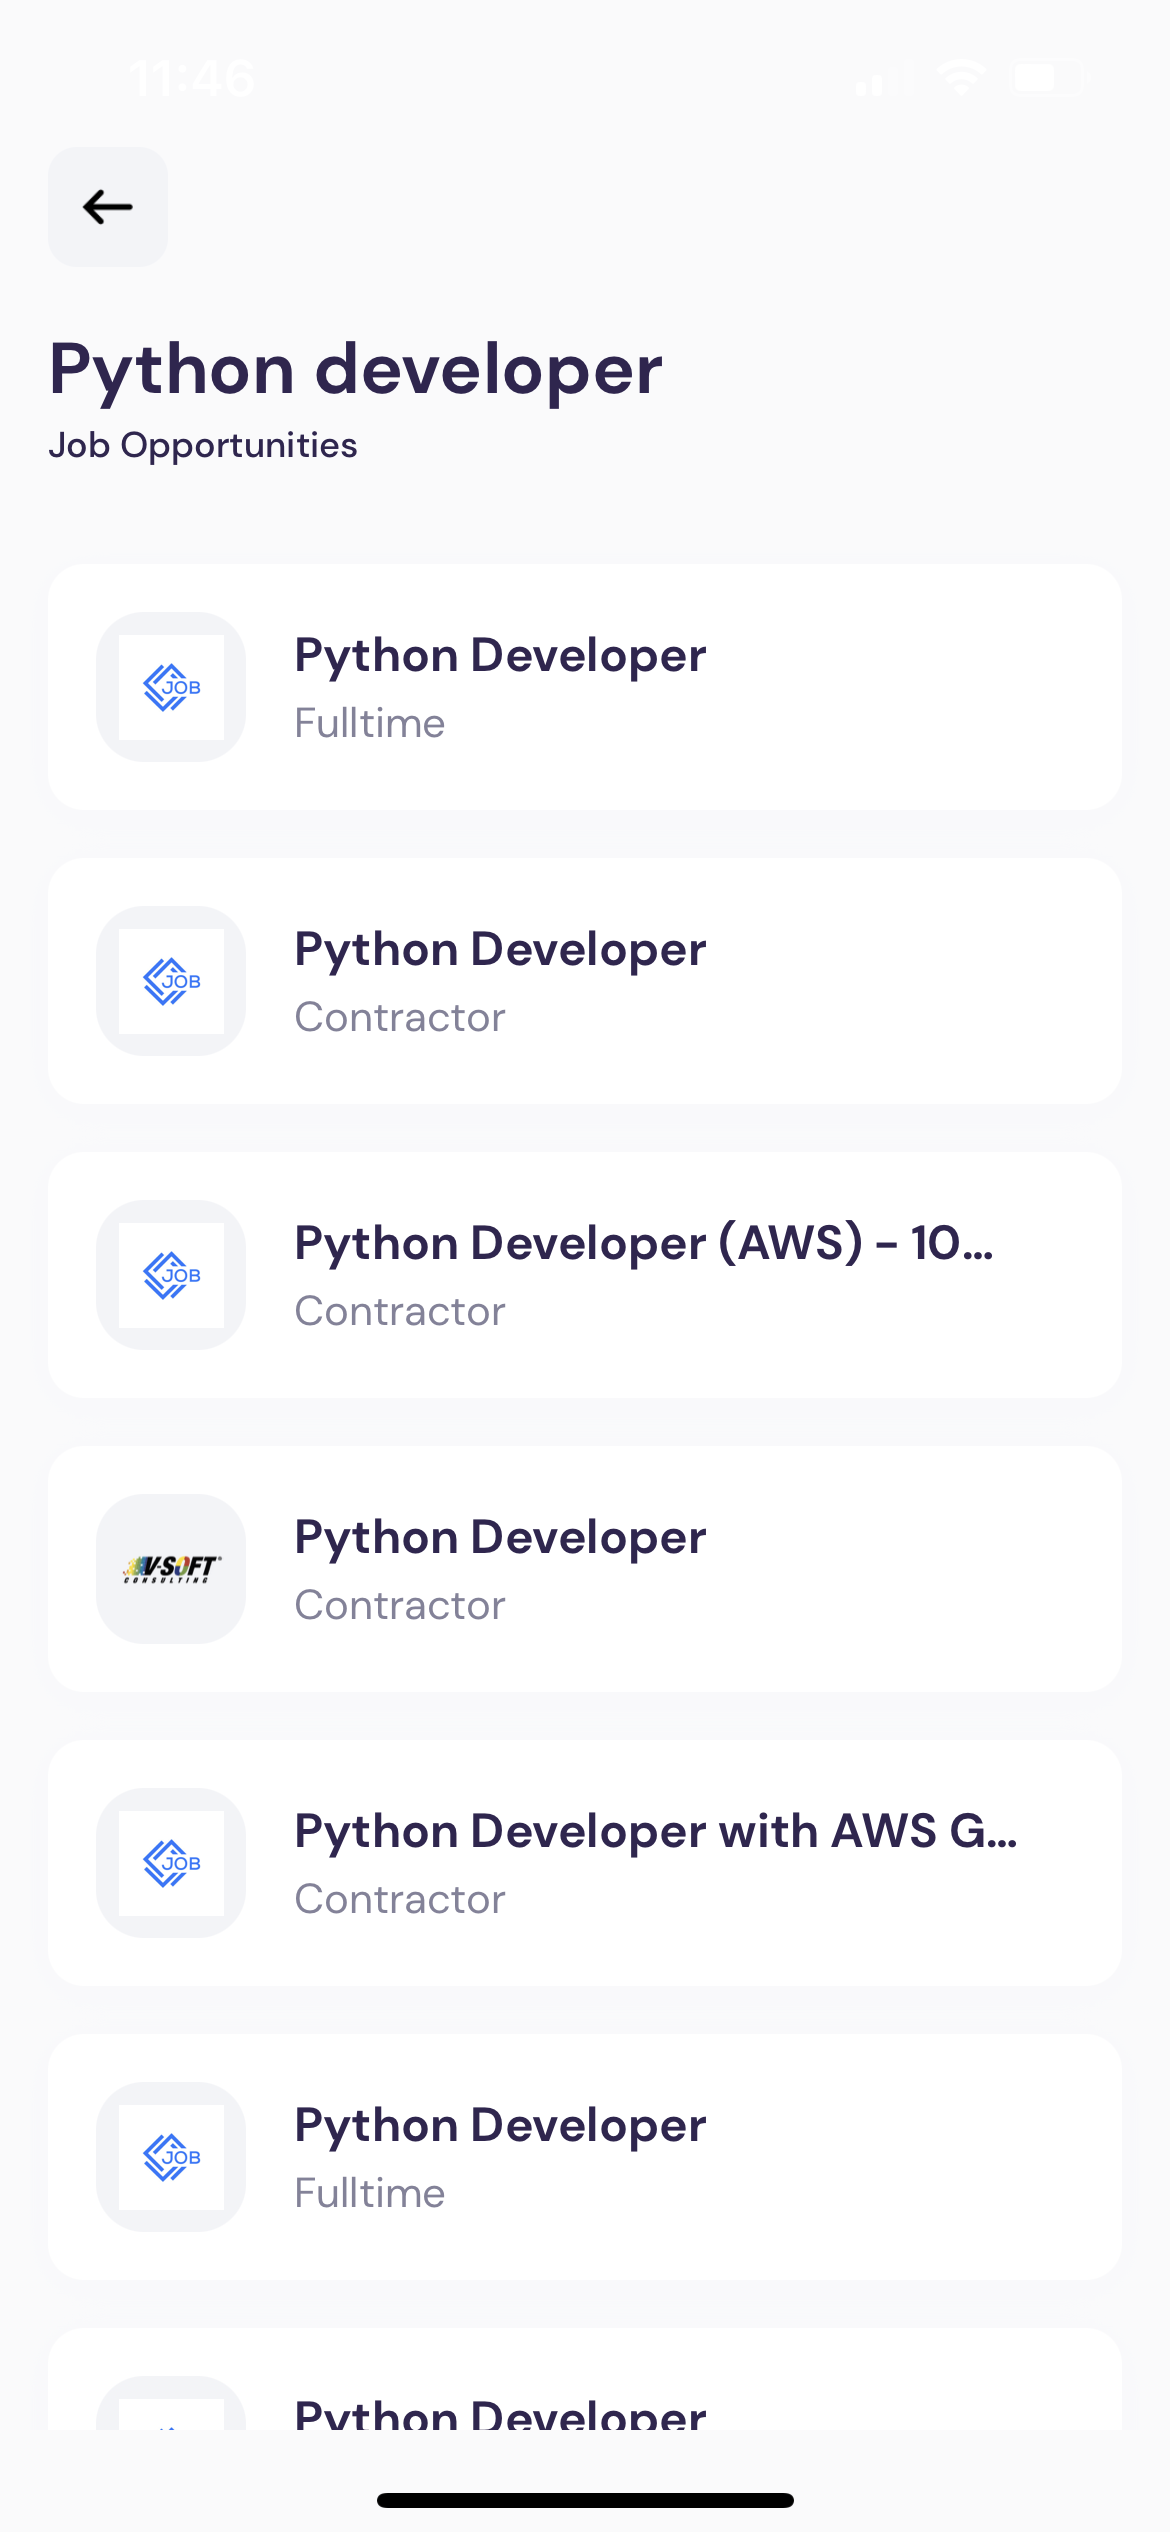 11:46
Python developer
Job Opportunities
JOB
Python Developer
Fulltime
JOB
Python Developer
Contractor
JOB
Python Developer (AWS) - 10...
Contractor
V-SOFT
CONSULTING
Python Developer
Contractor
JOB
Python Developer with AWS G...
Contractor
JOB
Python Developer
Fulltime
Python Developer